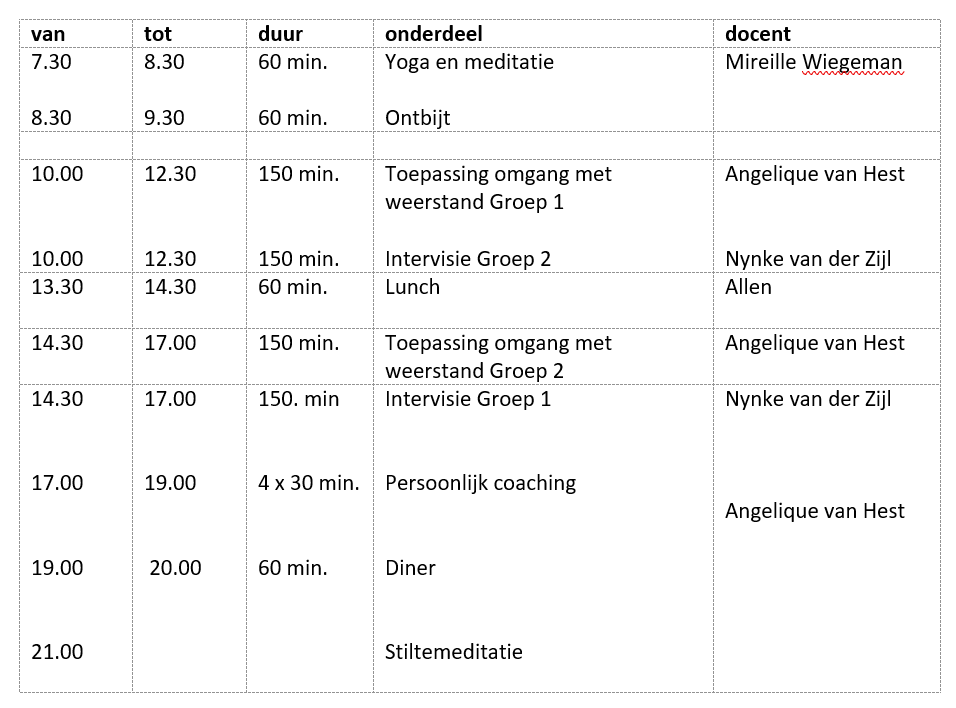 van tot duur onderdeel docent
7.30 8.30 60 min. Yoga en meditatie Mireille Wiegeman
8.30 9.30 60 min. Ontbijt
10.00 12.30 150 min. Toepassing omgang met Angelique van Hest
weerstand Groep 1
10.00 12.30 150 min. Intervisie Groep 2 Nynke van der Zijl
13.30 14.30 60 min. Lunch Allen
14.30 17.00 150 min. Toepassing omgang met Angelique van Hest
weerstand Groep 2
14.30 17.00 150. min Intervisie Groep 1 Nynke van der Zijl
17.00 19.00 4 x 30 min. Persoonlijk coaching
Angelique van Hest
19.00 20.00 60 min. Diner
21.00 Stiltemeditatie